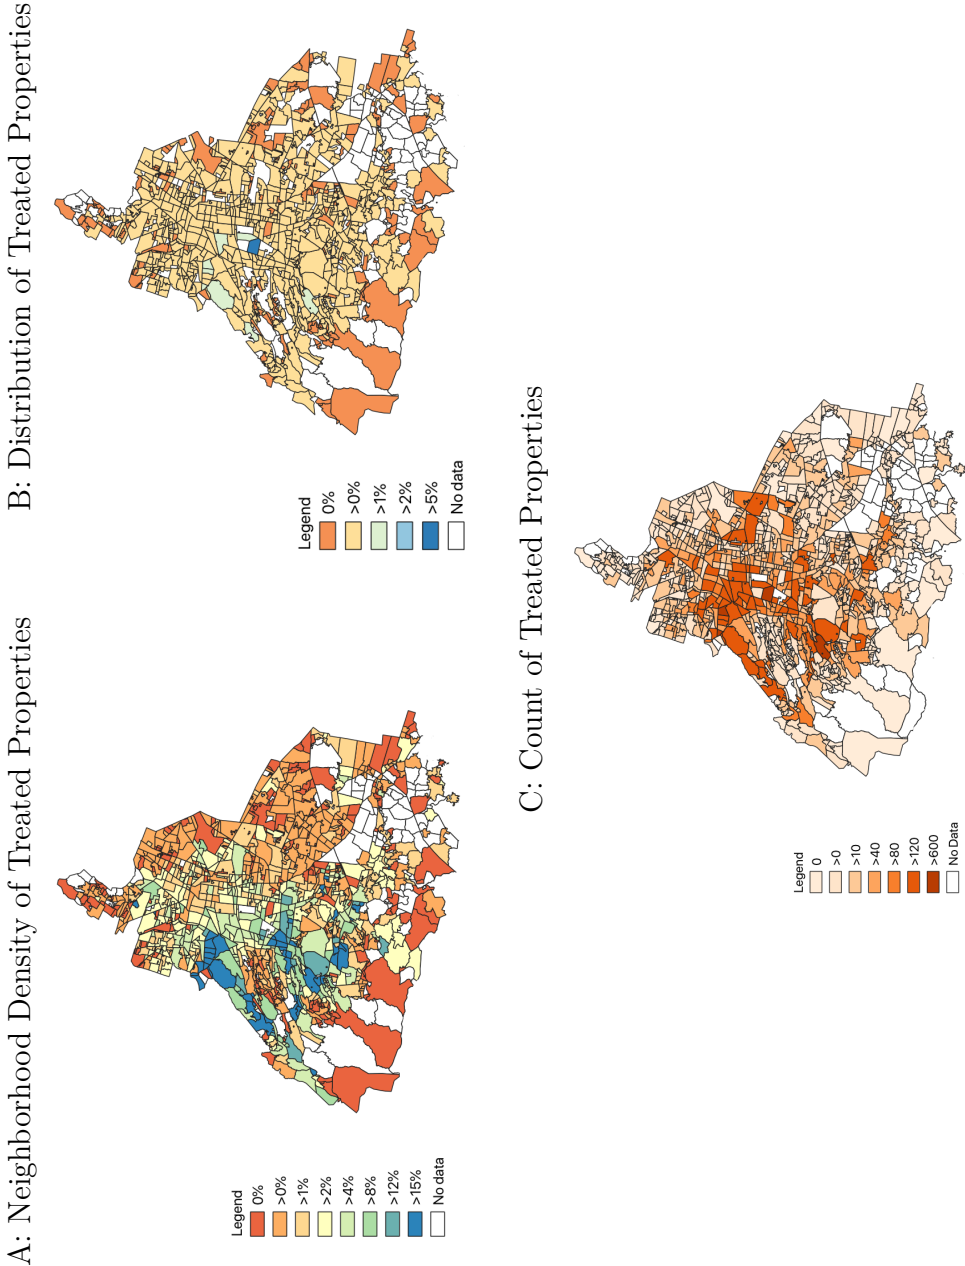 A: Neighborhood Density of Treated Properties
Legend
0%
>0%
>1%
>2%
>4%
>8%
>12%
>15%
No data
B: Distribution of Treated Properties
Legend
0%
>0%
>1%
>2%
>5%
No data
C: Count of Treated Properties
Legend
0
>0
>10
>40
>80
>120
>600
No Data